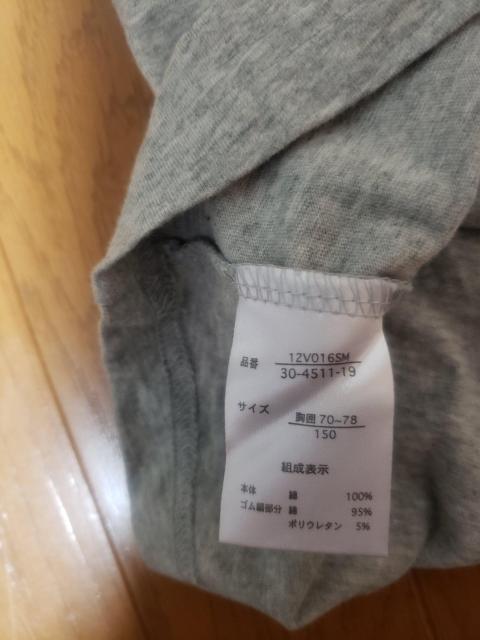 品番 12V016SM
30-4511-19
サイズ 胸囲 70~78
150
組成表示
本体 綿 100%
ゴム編部分 綿 95%
ポリウレタン 5%